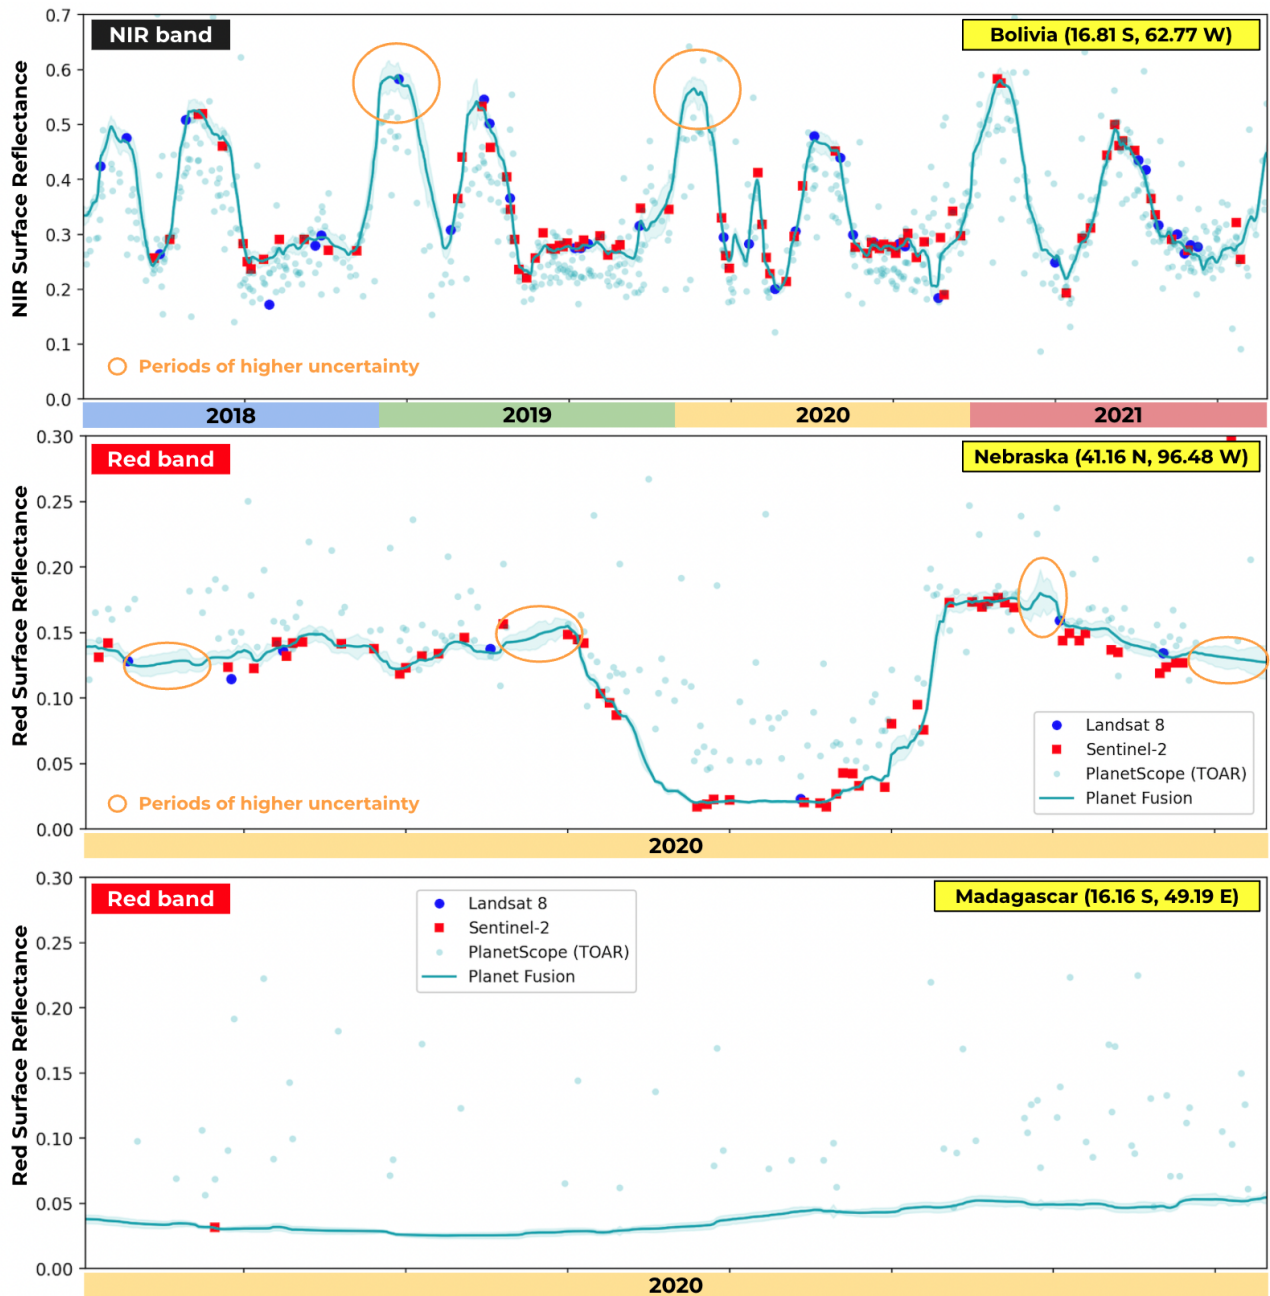 NIR band
Bolivia (16.81 S, 62.77 W)
NIR Surface Reflectance
0.7
0.6
0.5
0.4
0.3
0.2
0.1
0.0
Periods of higher uncertainty
2018 2019 2020 2021
Red band
Nebraska (41.16 N, 96.48 W)
Red Surface Reflectance
0.30
0.25
0.20
0.15
0.10
0.05
0.00
Landsat 8
Sentinel-2
PlanetScope (TOAR)
Planet Fusion
Periods of higher uncertainty
2020
Red band
Madagascar (16.16 S, 49.19 E)
Red Surface Reflectance
0.30
0.25
0.20
0.15
0.10
0.05
0.00
Landsat 8
Sentinel-2
PlanetScope (TOAR)
Planet Fusion
2020